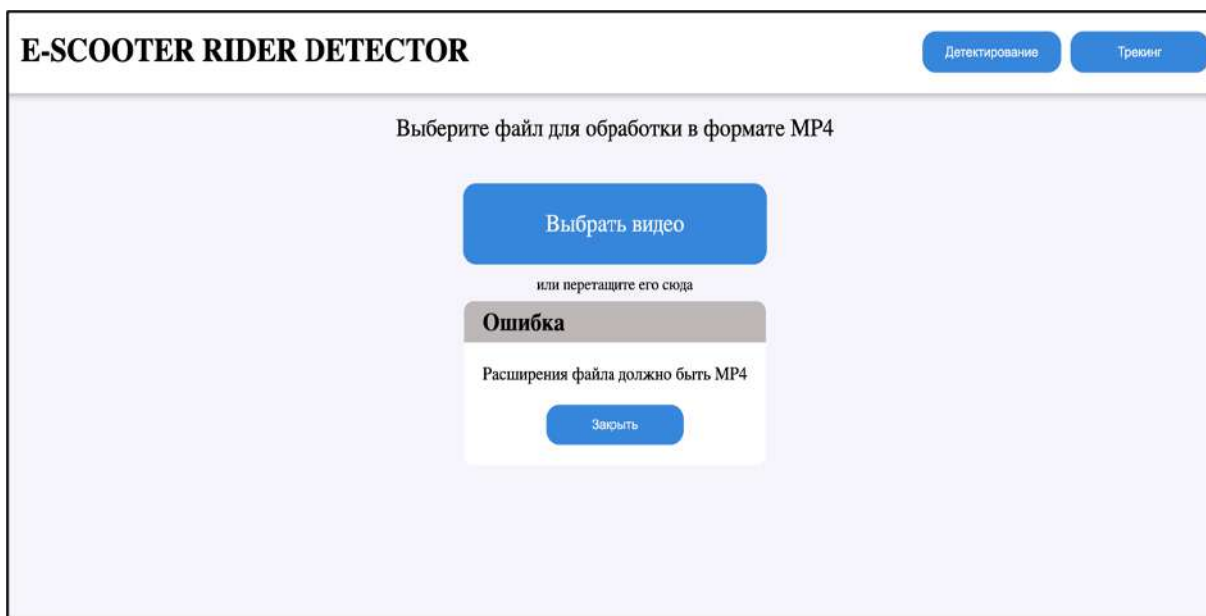 E-SCOOTER RIDER DETECTOR
Детектирование
Трекинг
Выберите файл для обработки в формате MP4
Выбрать видео
или перетащите его сюда
Ошибка
Расширения файла должно быть MP4
Закрыть